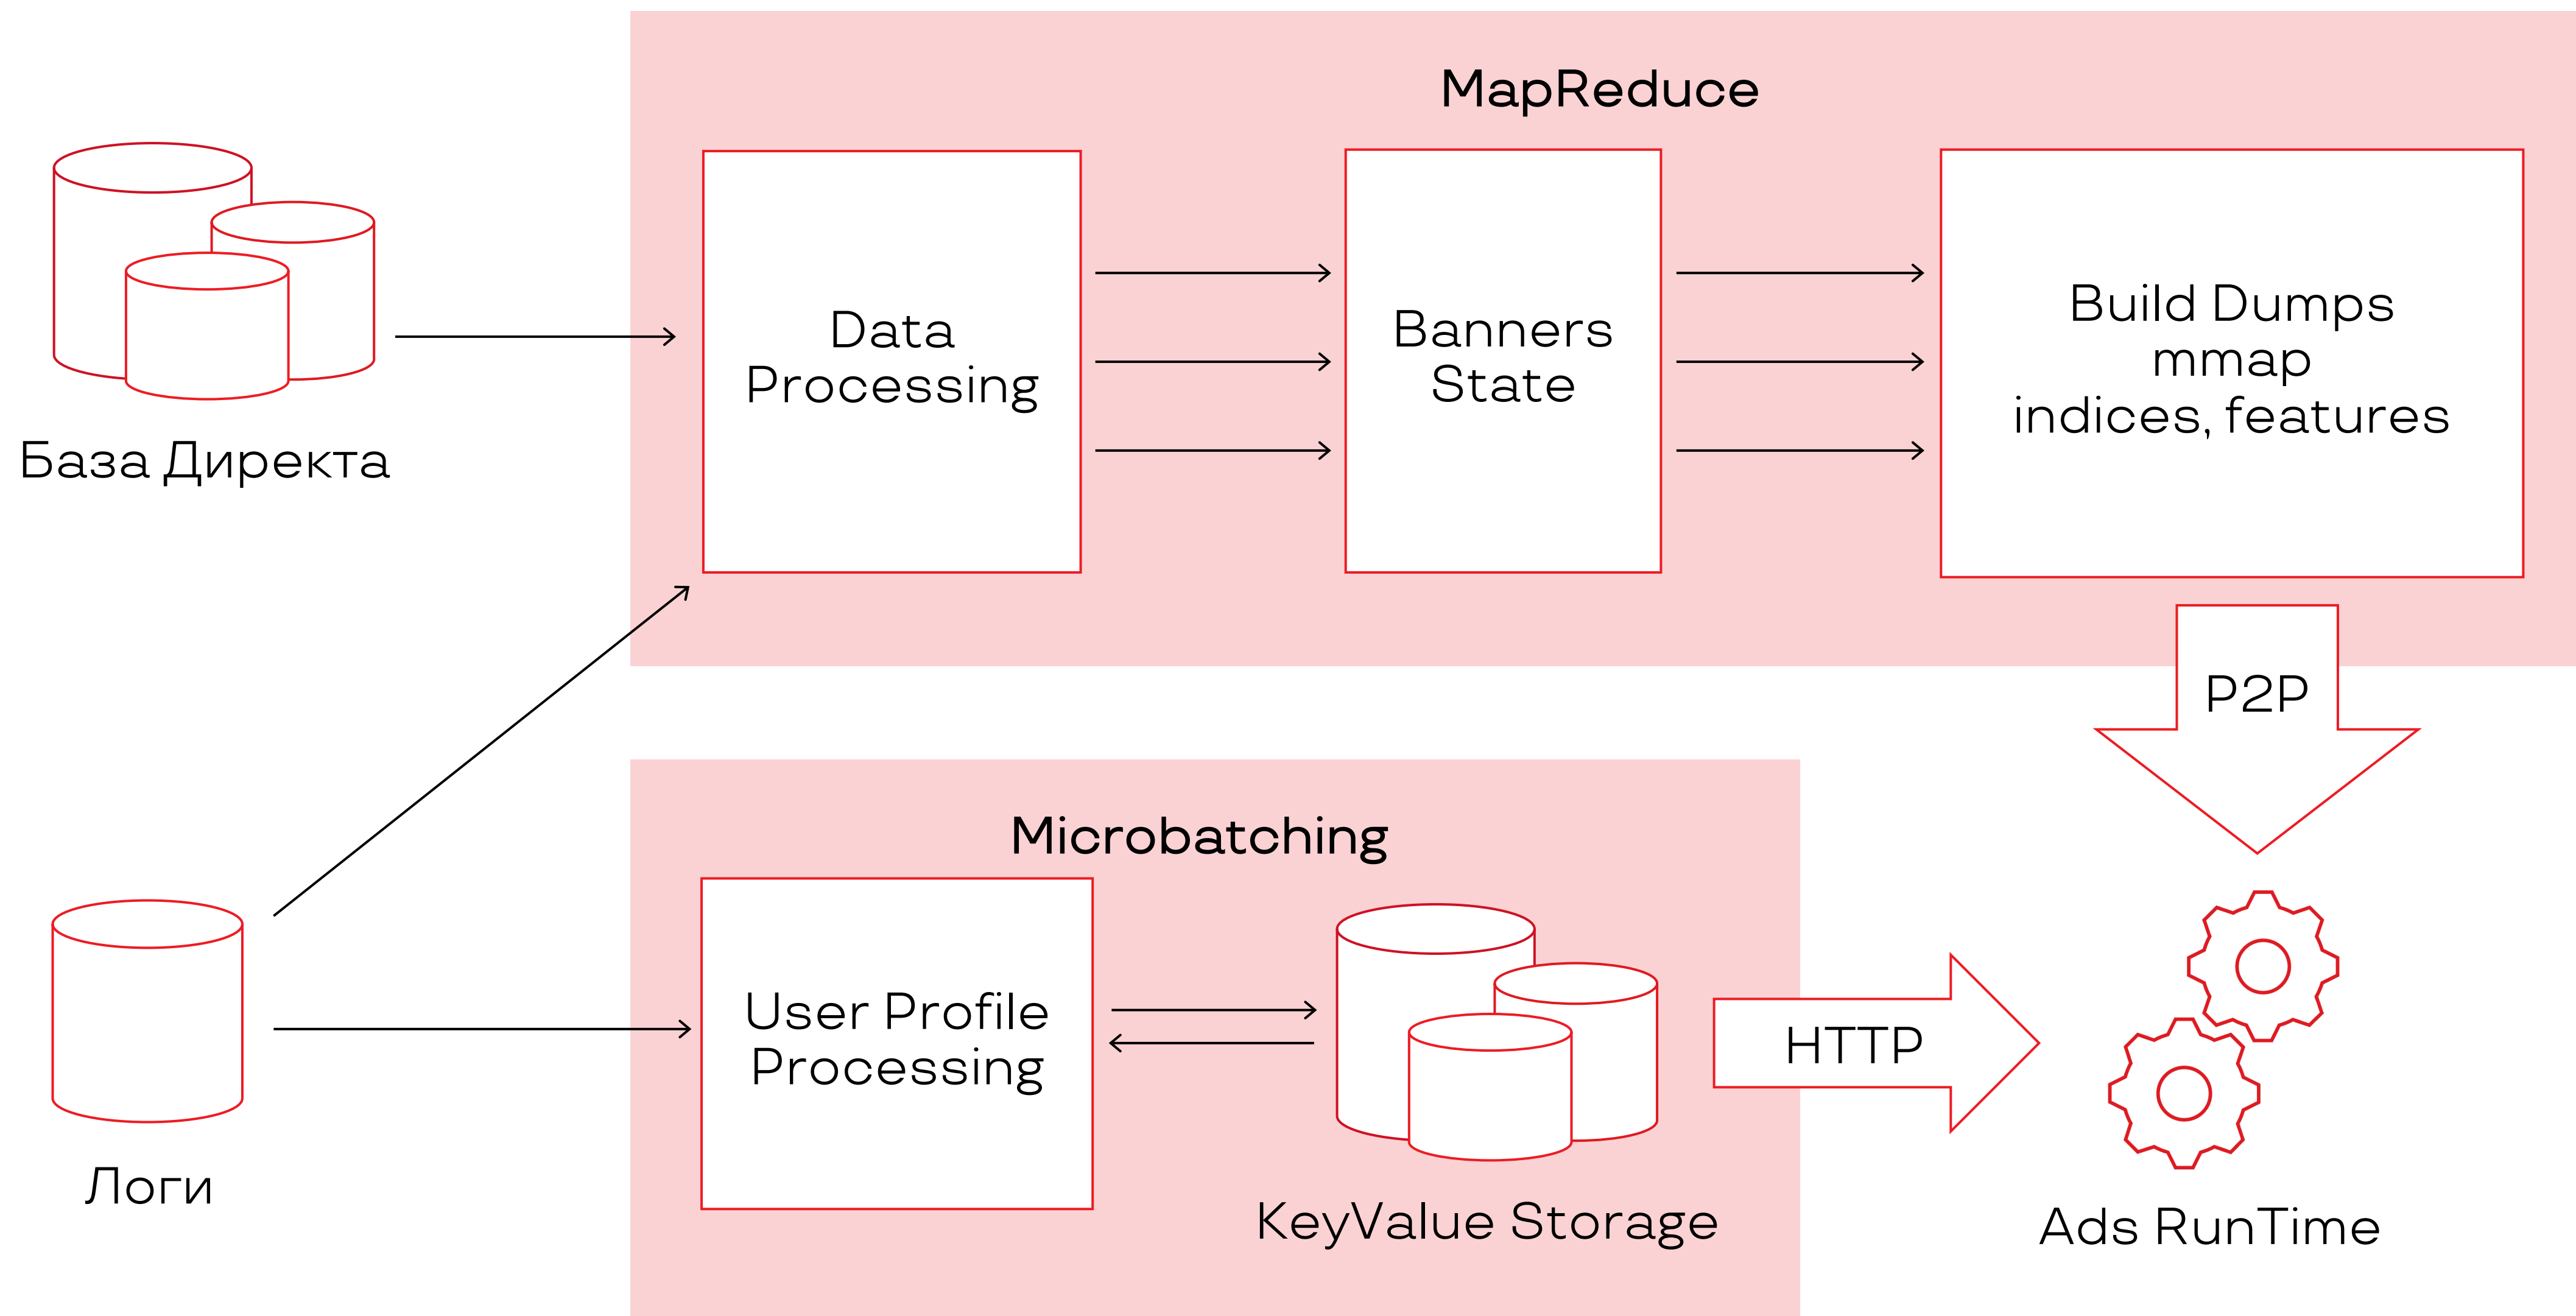 MapReduce
Data
Processing
Banners
State
Build Dumps
mmap
indices, features
База Директа
P2P
Microbatching
User Profile
Processing
HTTP
Логи
KeyValue Storage
Ads RunTime